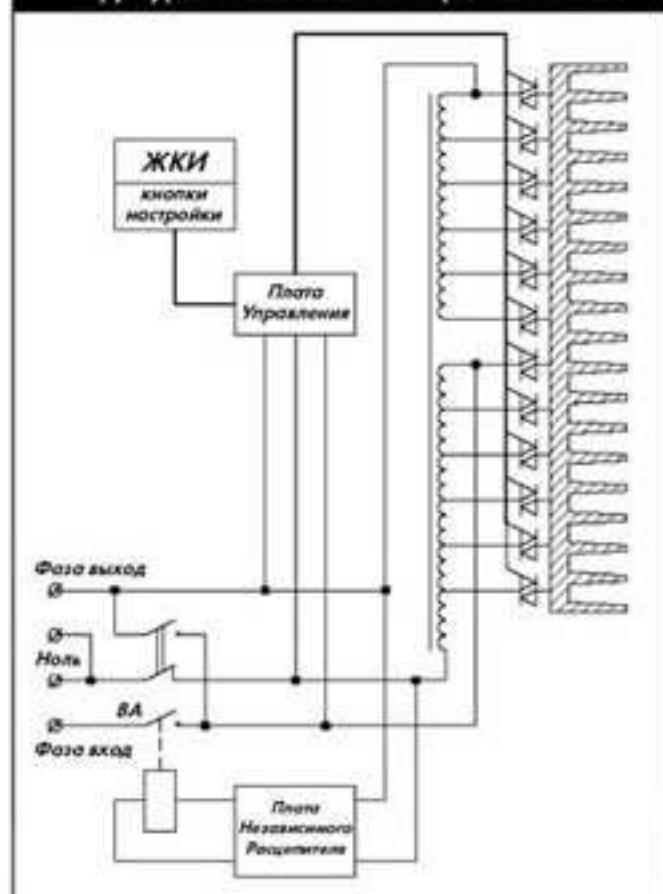 ЖКИ
кнопки
настройки
Плата
Управления
Фаза выход
Ноль
ВА
Фаза вход
Плата
Независимого
Расцепителя